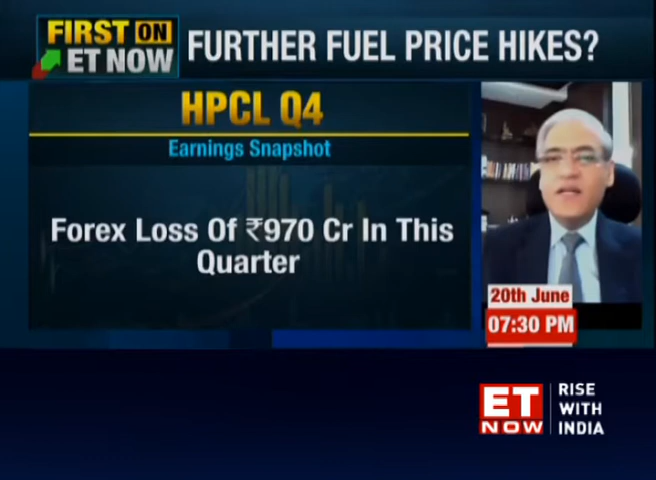 FIRST ON
ET NOW
FURTHER FUEL PRICE HIKES?
HPCL Q4
Earnings Snapshot
Forex Loss Of ₹970 Cr In This
Quarter
20th June
07:30 PM
ET
NOW
RISE
WITH
INDIA